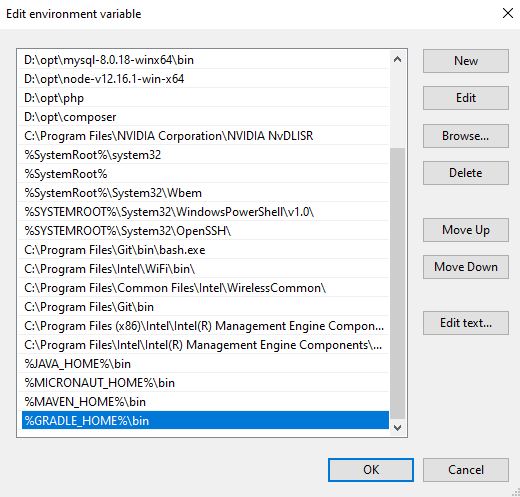 Edit environment variable
D:\opt\mysql-8.0.18-winx64\bin
New
D:\opt\node-v12.16.1-win-x64
D:\opt\php
Edit
D:\opt\composer
C:\Program Files\NVIDIA Corporation\NVIDIA NvDLISR
Browse...
%SystemRoot%\system32
%SystemRoot%
Delete
%SystemRoot%\System32\Wbem
%SYSTEMROOT%\System32\WindowsPowerShell\v1.0\
%SYSTEMROOT%\System32\OpenSSH\
Move Up
C:\Program Files\Git\bin\bash.exe
C:\Program Files\Intel\WiFi\bin\
Move Down
C:\Program Files\Common Files\Intel\WirelessCommon\
C:\Program Files\Git\bin
C:\Program Files (x86)\Intel\Intel(R) Management Engine Compon...
Edit text...
C:\Program Files\Intel\Intel(R) Management Engine Components\...
%JAVA_HOME%\bin
%MICRONAUT_HOME%\bin
%MAVEN_HOME%\bin
%GRADLE_HOME%\bin
OK
Cancel